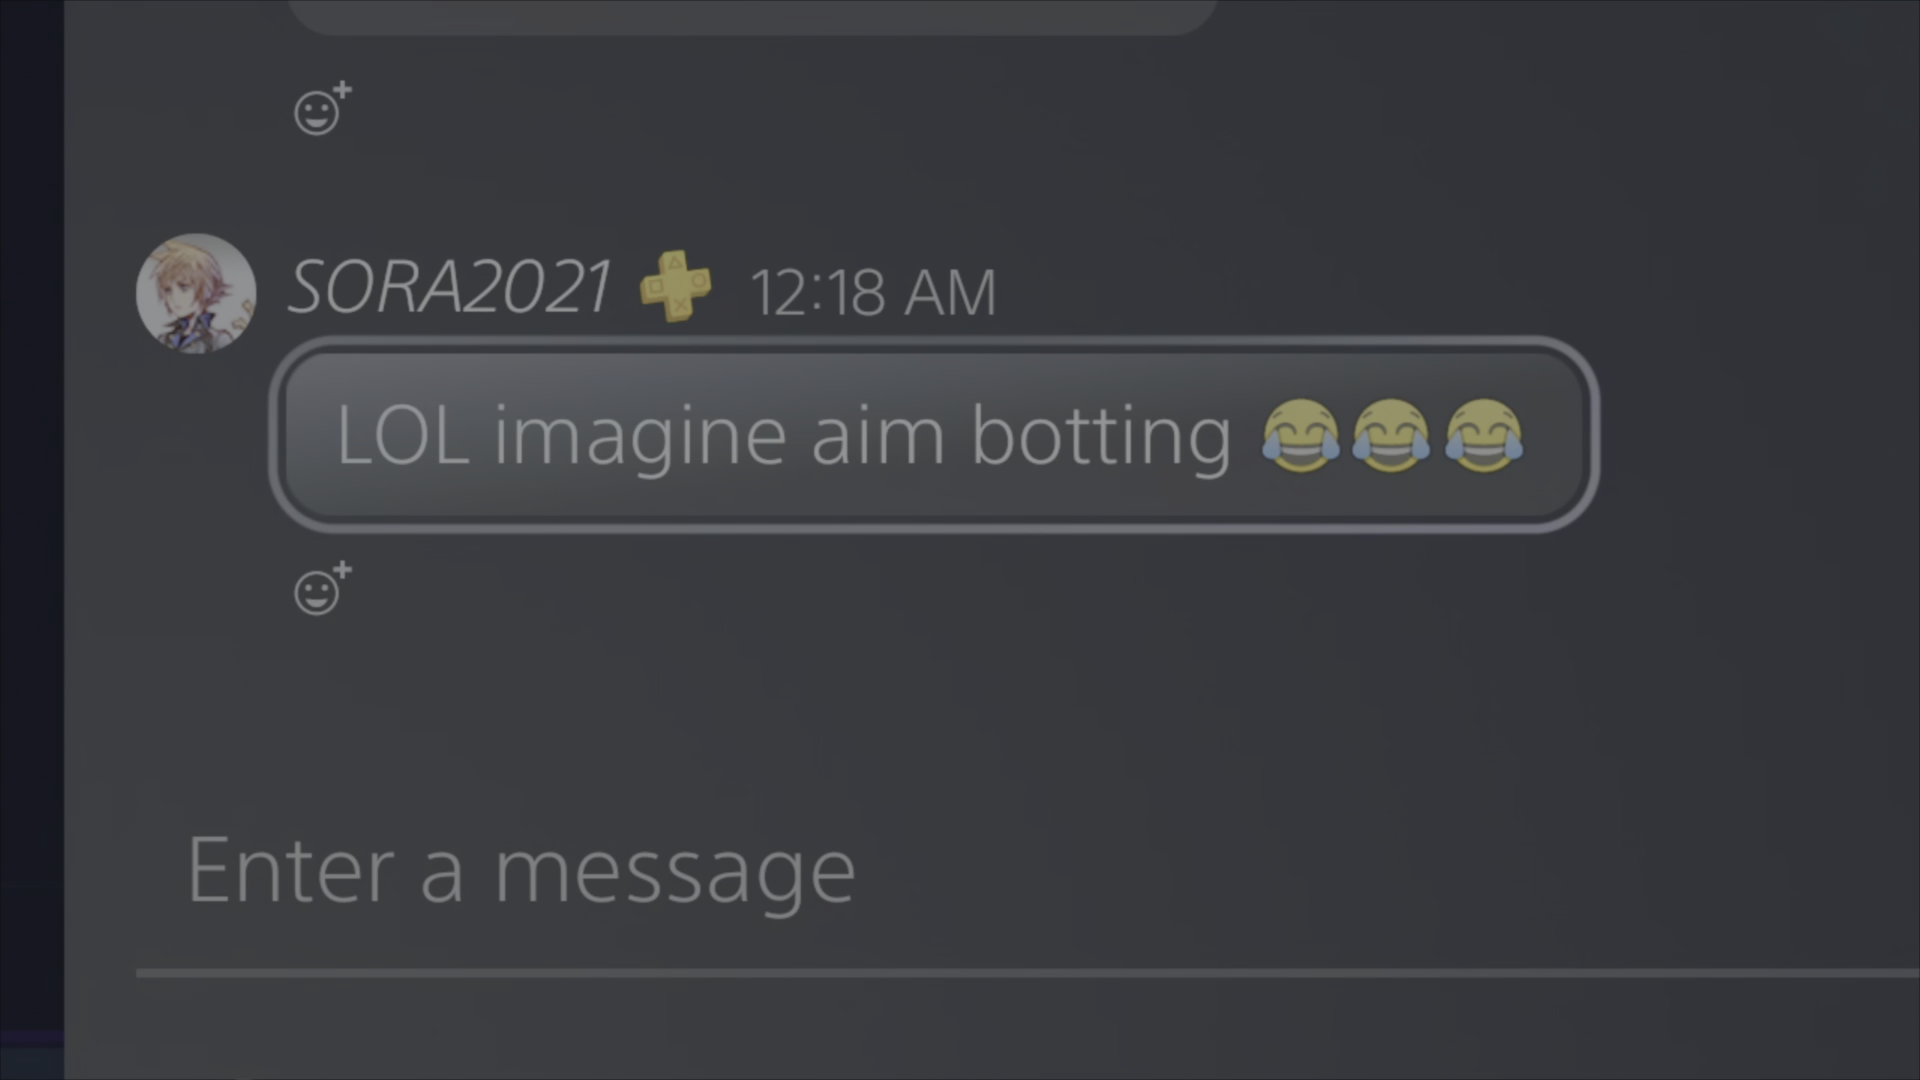 SORA2021 12:18 AM
LOL imagine aim botting 😂😂😂
Enter a message